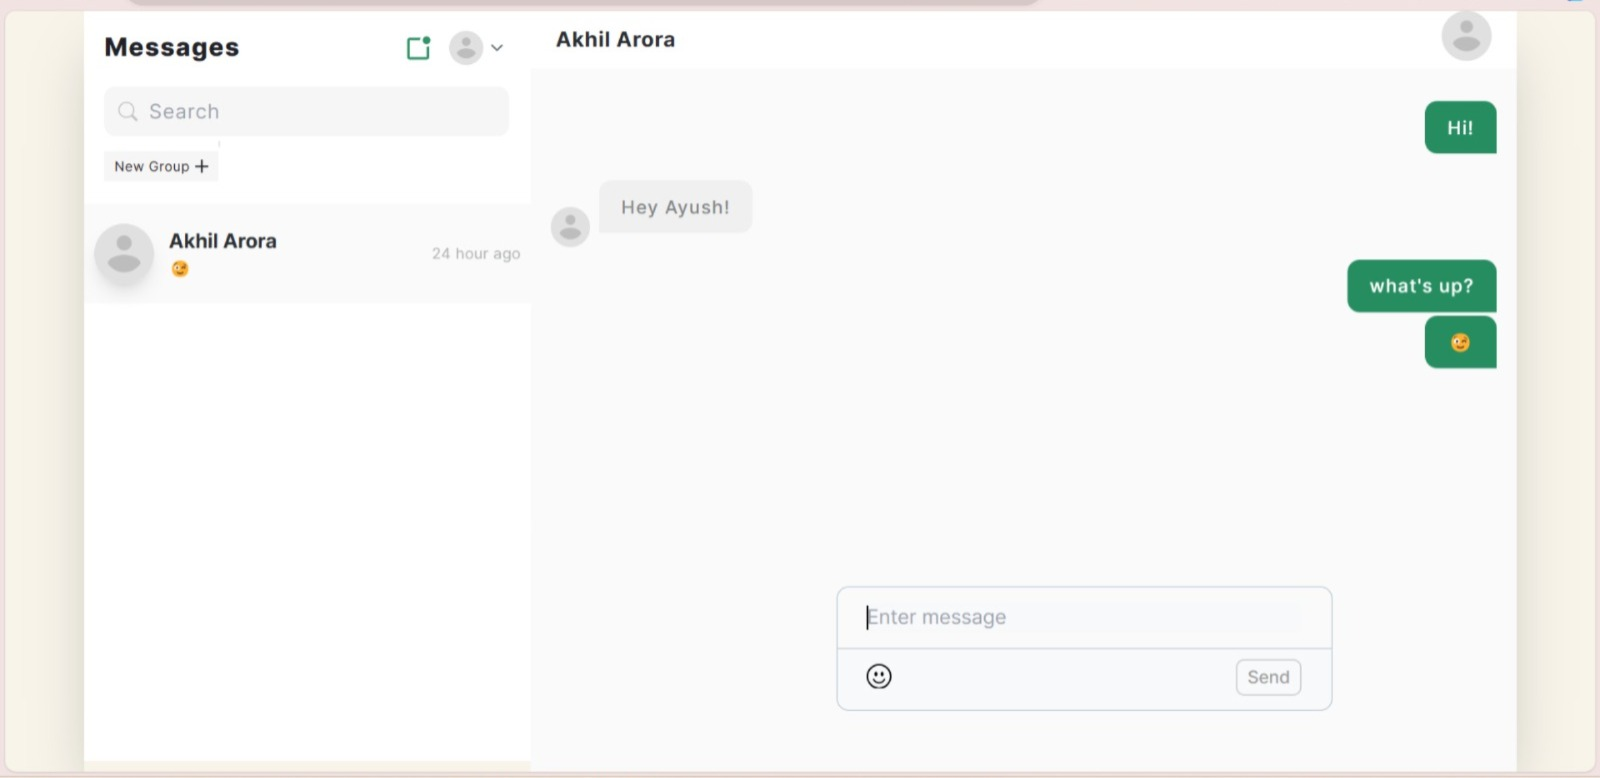 Messages
Search
New Group +
Akhil Arora
😉
24 hour ago
Akhil Arora
Hi!
Hey Ayush!
what's up?
😉
Enter message
Send